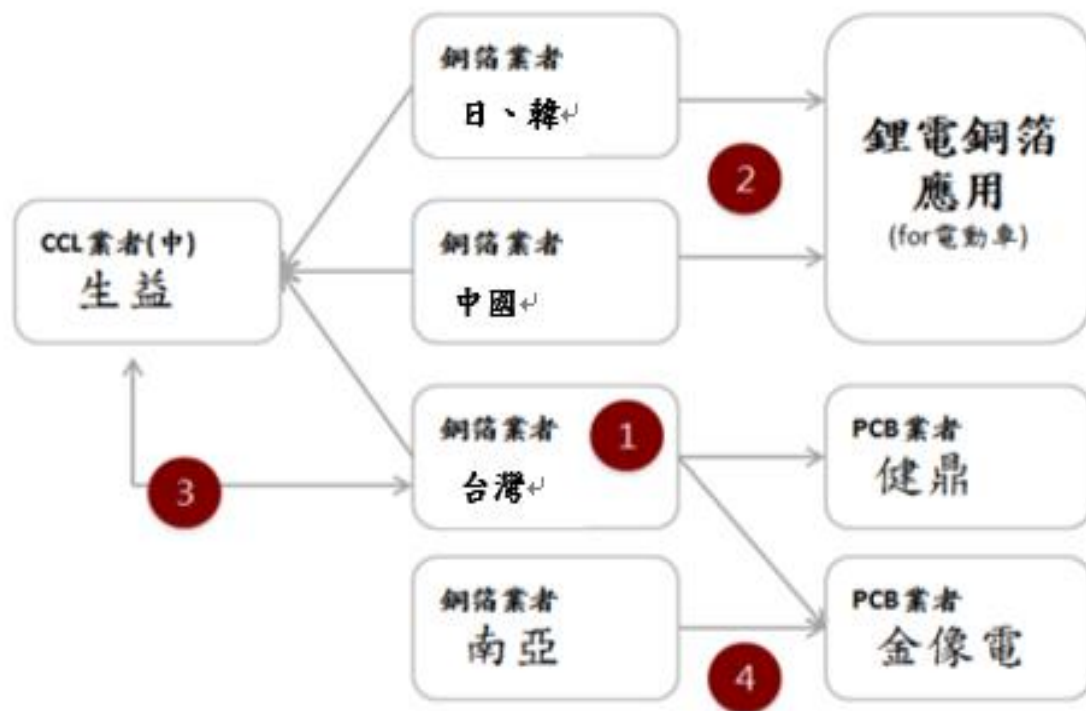 銅箔業者
日、韓↵
鋰電銅箔
應用
(for電動車)
2
CCL業者(中)
生益
銅箔業者
中國↵
銅箔業者
台灣↵
1
PCB業者
健鼎
3
銅箔業者
南亞
4
PCB業者
金像電